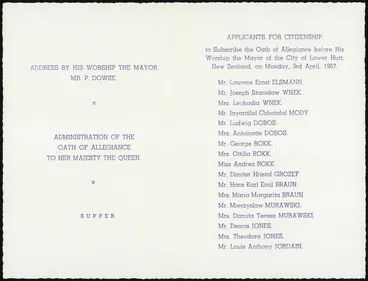 ADDRESS BY HIS WORSHIP THE MAYOR,
MR. P. DOWSE.
*
ADMINISTRATION OF THE
OATH OF ALLEGIANCE
TO HER MAJESTY THE QUEEN.
*
SUPPER
APPLICANTS FOR CITIZENSHIP
to Subscribe the Oath of Allegiance before His
Worship the Mayor of the City of Lower Hutt,
New Zealand, on Monday, 3rd April, 1967.
Mr. Laurens Ernst ELSMANN.
Mr. Joseph Stanislaw WNEK.
Mrs. Leokadia WNEK.
Mr. Jayantilal Chhotalal MODY.
Mr. Ludwig DOBOS.
Mrs. Antoinette DOBOS.
Mr. George ROKK.
Mrs. Ottilia ROKK.
Miss Andrea ROKK.
Mr. Dimiter Hristof GROZEF.
Mr. Hans Karl Emil BRAUN.
Mrs. Maria Margarita BRAUN.
Mr. Mieczyslaw MURAWSKI.
Mrs. Danuta Teresa MURAWSKI.
Mr. Demos JONES.
Mrs. Theodora JONES.
Mr. Louis Anthony JORDAIN.